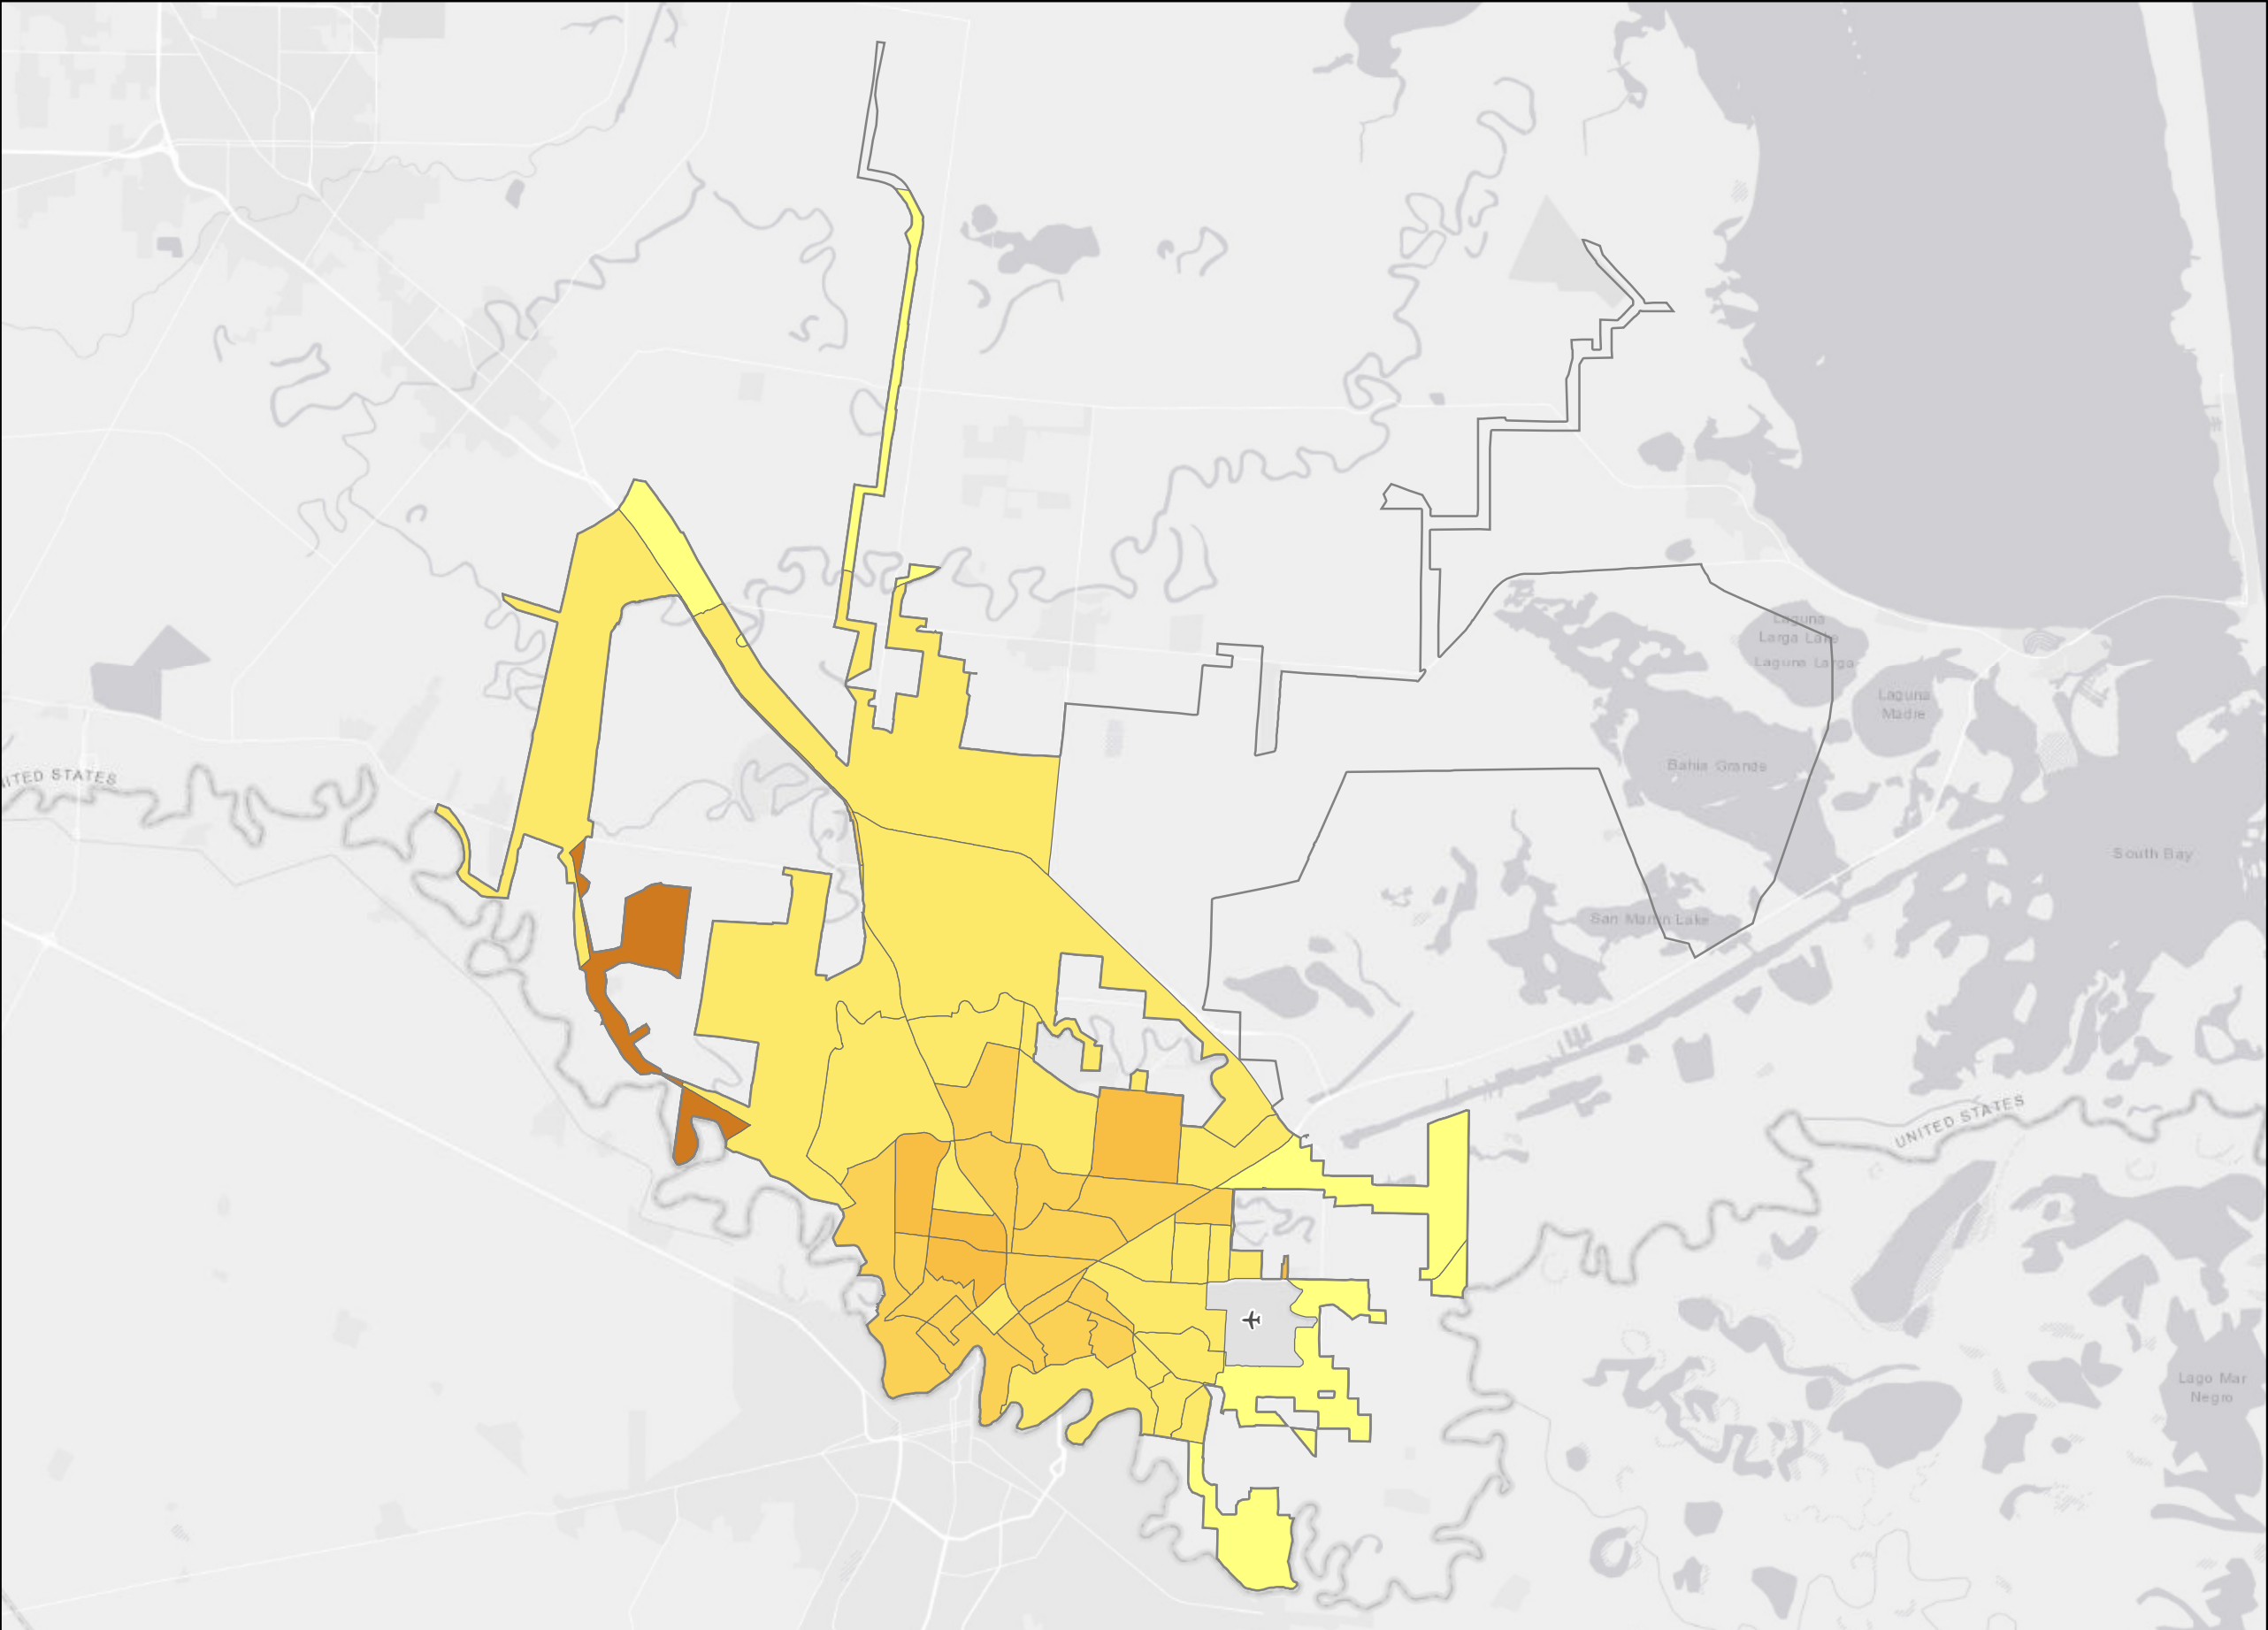 Laguna
Larga Lake
Laguna Larga
Laguna
Madre
Bahia Grande
ITED STATES
South Bay
San Martin Lake
UNITED STATES
Lago Mar
Negro